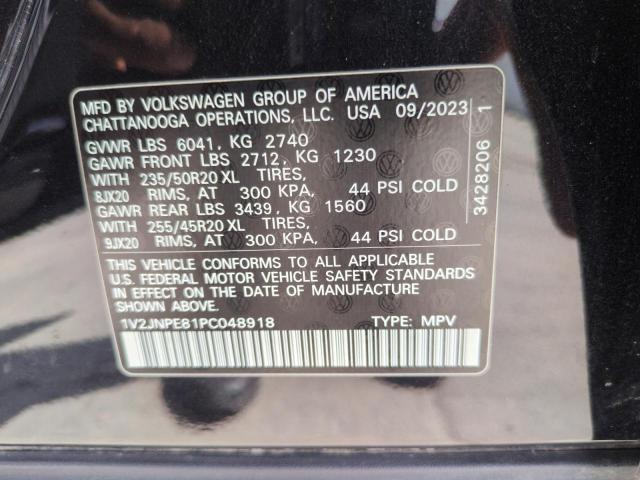 MFD BY VOLKSWAGEN GROUP OF AMERICA
CHATTANOOGA OPERATIONS, LLC. USA 09/2023
GVWR LBS 6041, KG 2740
GAWR FRONT LBS 2712, KG 1230
WITH 235/50R20 XL TIRES,
8JX20 RIMS, AT 300 KPA, 44 PSI COLD
GAWR REAR LBS 3439, KG 1560
WITH 255/45R20 XL TIRES,
9JX20 RIMS, AT 300 KPA, 44 PSI COLD
THIS VEHICLE CONFORMS TO ALL APPLICABLE
U.S. FEDERAL MOTOR VEHICLE SAFETY STANDARDS
IN EFFECT ON THE DATE OF MANUFACTURE
SHOWN ABOVE.
1V2JNPE81PC048918 TYPE: MPV
3428206 1